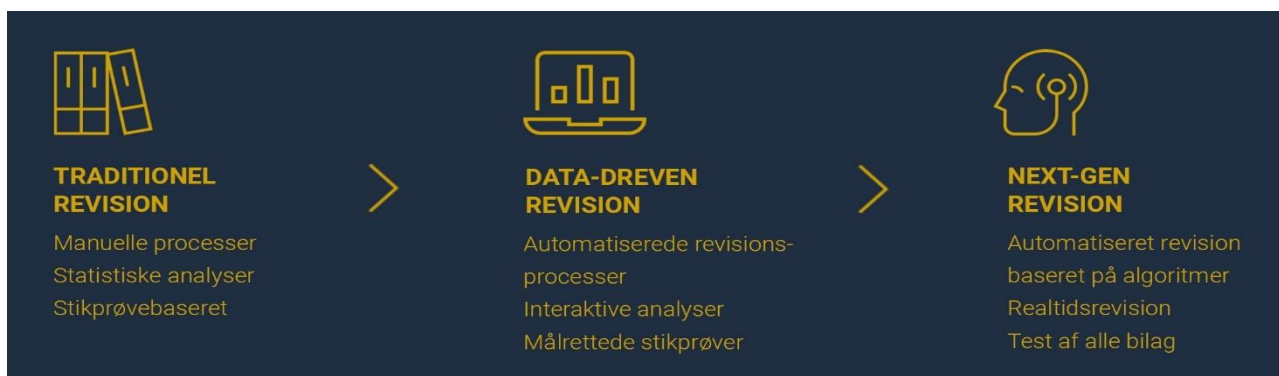 TRADITIONEL
REVISION
Manuelle processer
Statistiske analyser
Stikprøvebaseret
DATA-DREVEN
REVISION
Automatiserede revisions-
processer
Interaktive analyser
Målrettede stikprøver
NEXT-GEN
REVISION
Automatiseret revision
baseret på algoritmer
Realtidsrevision
Test af alle bilag